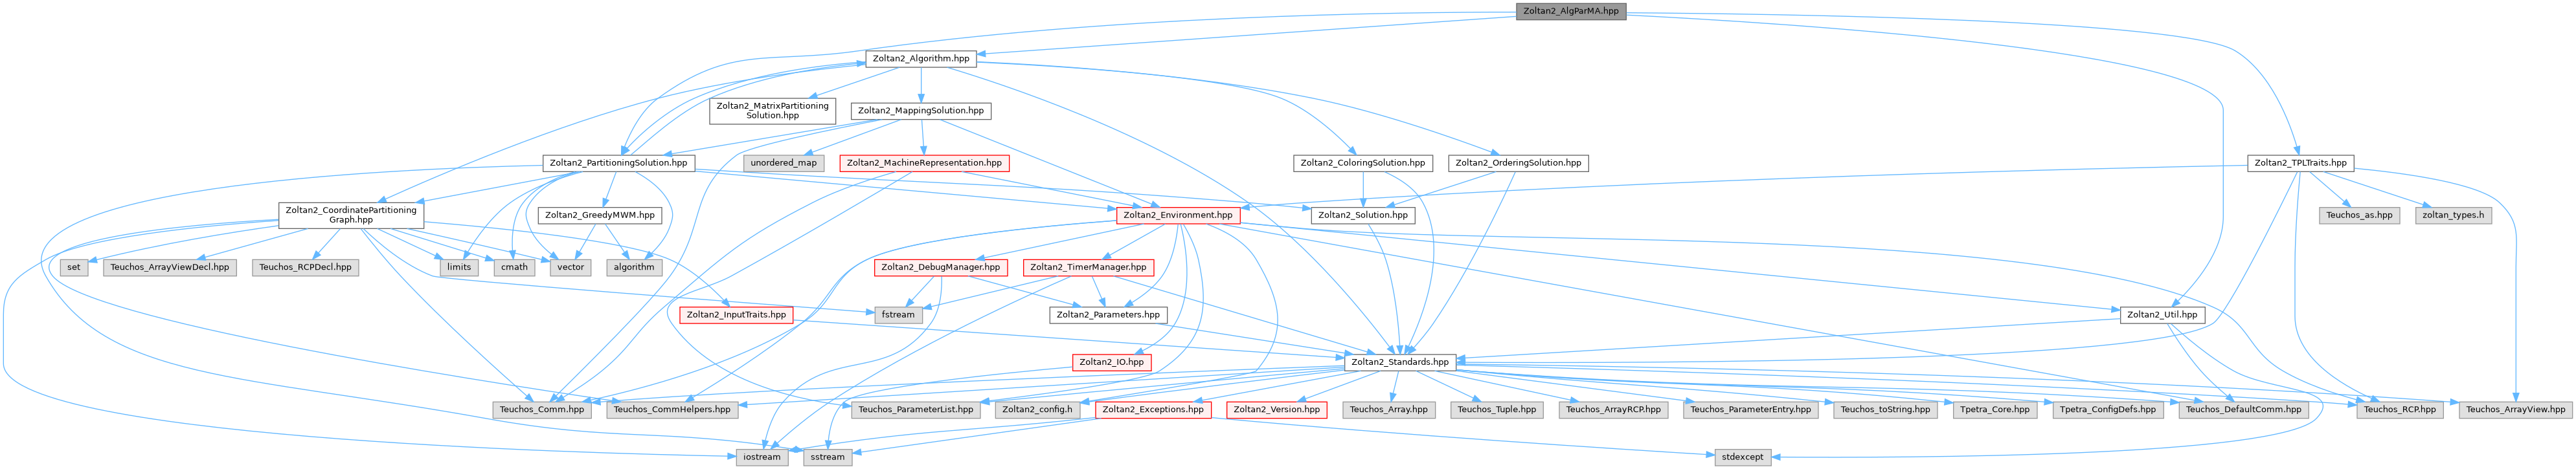 Zoltan2_AlgParMA.hpp
Zoltan2_Algorithm.hpp
Zoltan2_MatrixPartitioning
Solution.hpp
Zoltan2_MappingSolution.hpp
Zoltan2_PartitioningSolution.hpp
unordered_map
Zoltan2_MachineRepresentation.hpp
Zoltan2_ColoringSolution.hpp
Zoltan2_OrderingSolution.hpp
Zoltan2_TPLTraits.hpp
Zoltan2_CoordinatePartitioning
Graph.hpp
Zoltan2_GreedyMWM.hpp
Zoltan2_Environment.hpp
Zoltan2_Solution.hpp
Teuchos_as.hpp
zoltan_types.h
set
Teuchos_ArrayViewDecl.hpp
Teuchos_RCPDecl.hpp
limits
cmath
vector
algorithm
Zoltan2_DebugManager.hpp
Zoltan2_TimerManager.hpp
Zoltan2_InputTraits.hpp
fstream
Zoltan2_Parameters.hpp
Zoltan2_Util.hpp
Zoltan2_IO.hpp
Zoltan2_Standards.hpp
Teuchos_Comm.hpp
Teuchos_CommHelpers.hpp
Teuchos_ParameterList.hpp
Zoltan2_config.h
Zoltan2_Exceptions.hpp
Zoltan2_Version.hpp
Teuchos_Array.hpp
Teuchos_Tuple.hpp
Teuchos_ArrayRCP.hpp
Teuchos_ParameterEntry.hpp
Teuchos_toString.hpp
Tpetra_Core.hpp
Tpetra_ConfigDefs.hpp
Teuchos_DefaultComm.hpp
Teuchos_RCP.hpp
Teuchos_ArrayView.hpp
iostream
sstream
stdexcept